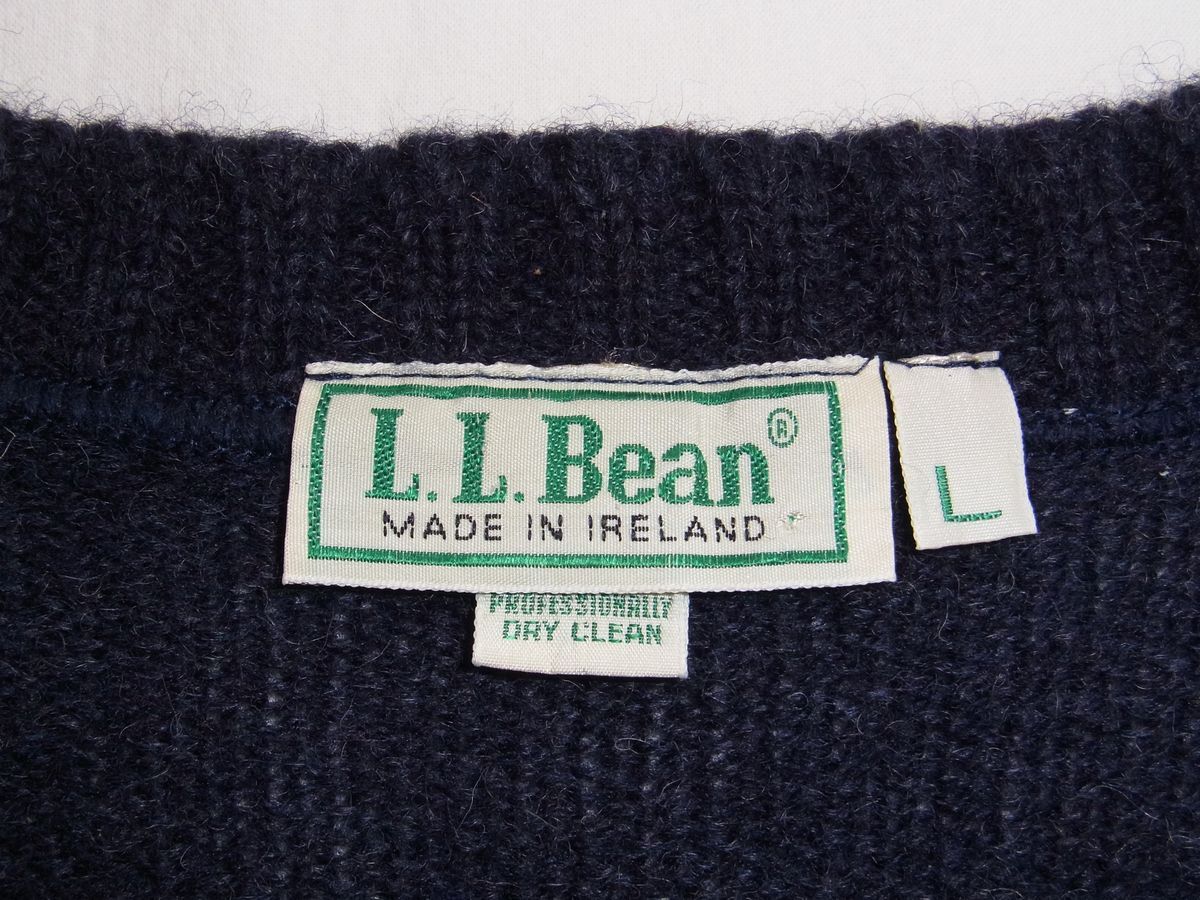 L.L.Bean®
MADE IN IRELAND
L
PROFESSIONALLY
DRY CLEAN